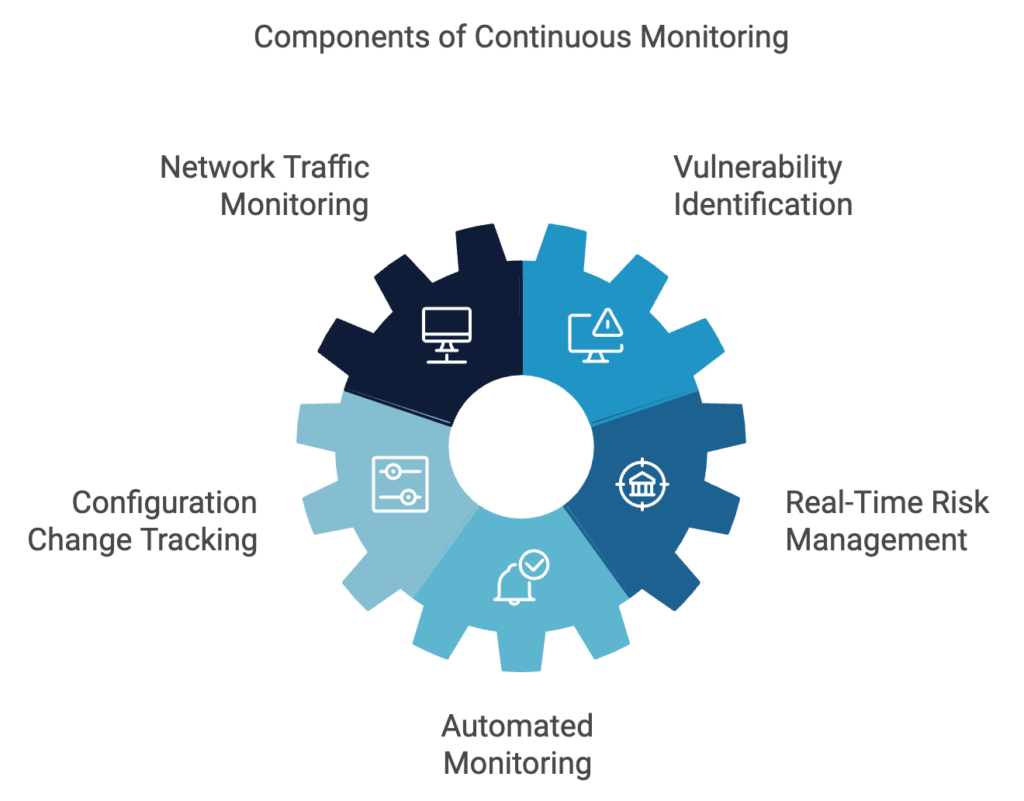 Components of Continuous Monitoring
Network Traffic
Monitoring
Vulnerability
Identification
Configuration
Change Tracking
Real-Time Risk
Management
Automated
Monitoring